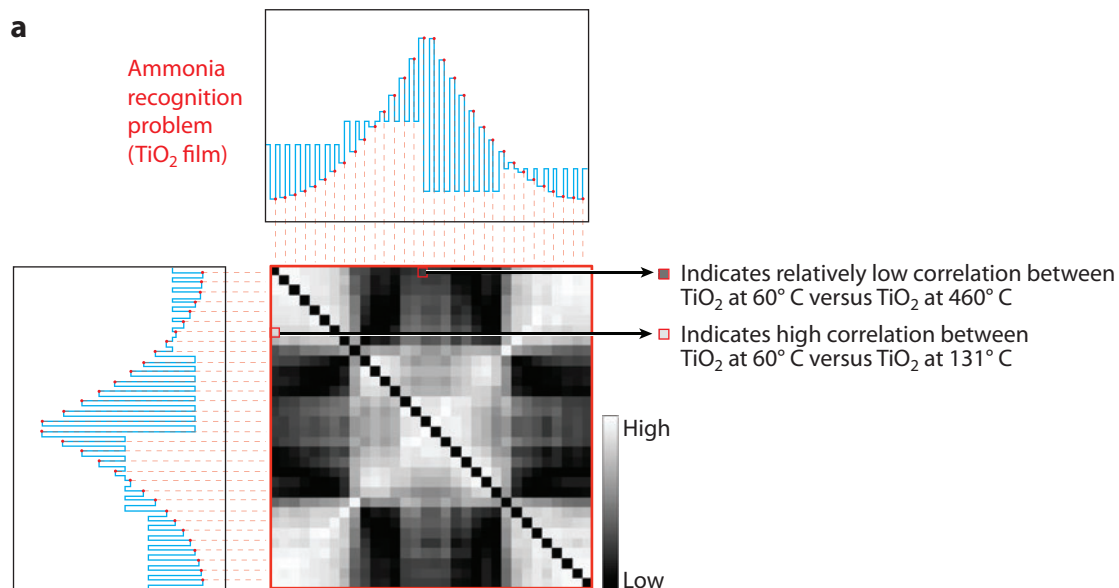 a
Ammonia
recognition
problem
(TiO₂ film)
Indicates relatively low correlation between
TiO₂ at 60° C versus TiO₂ at 460° C
Indicates high correlation between
TiO₂ at 60° C versus TiO₂ at 131° C
High
Low